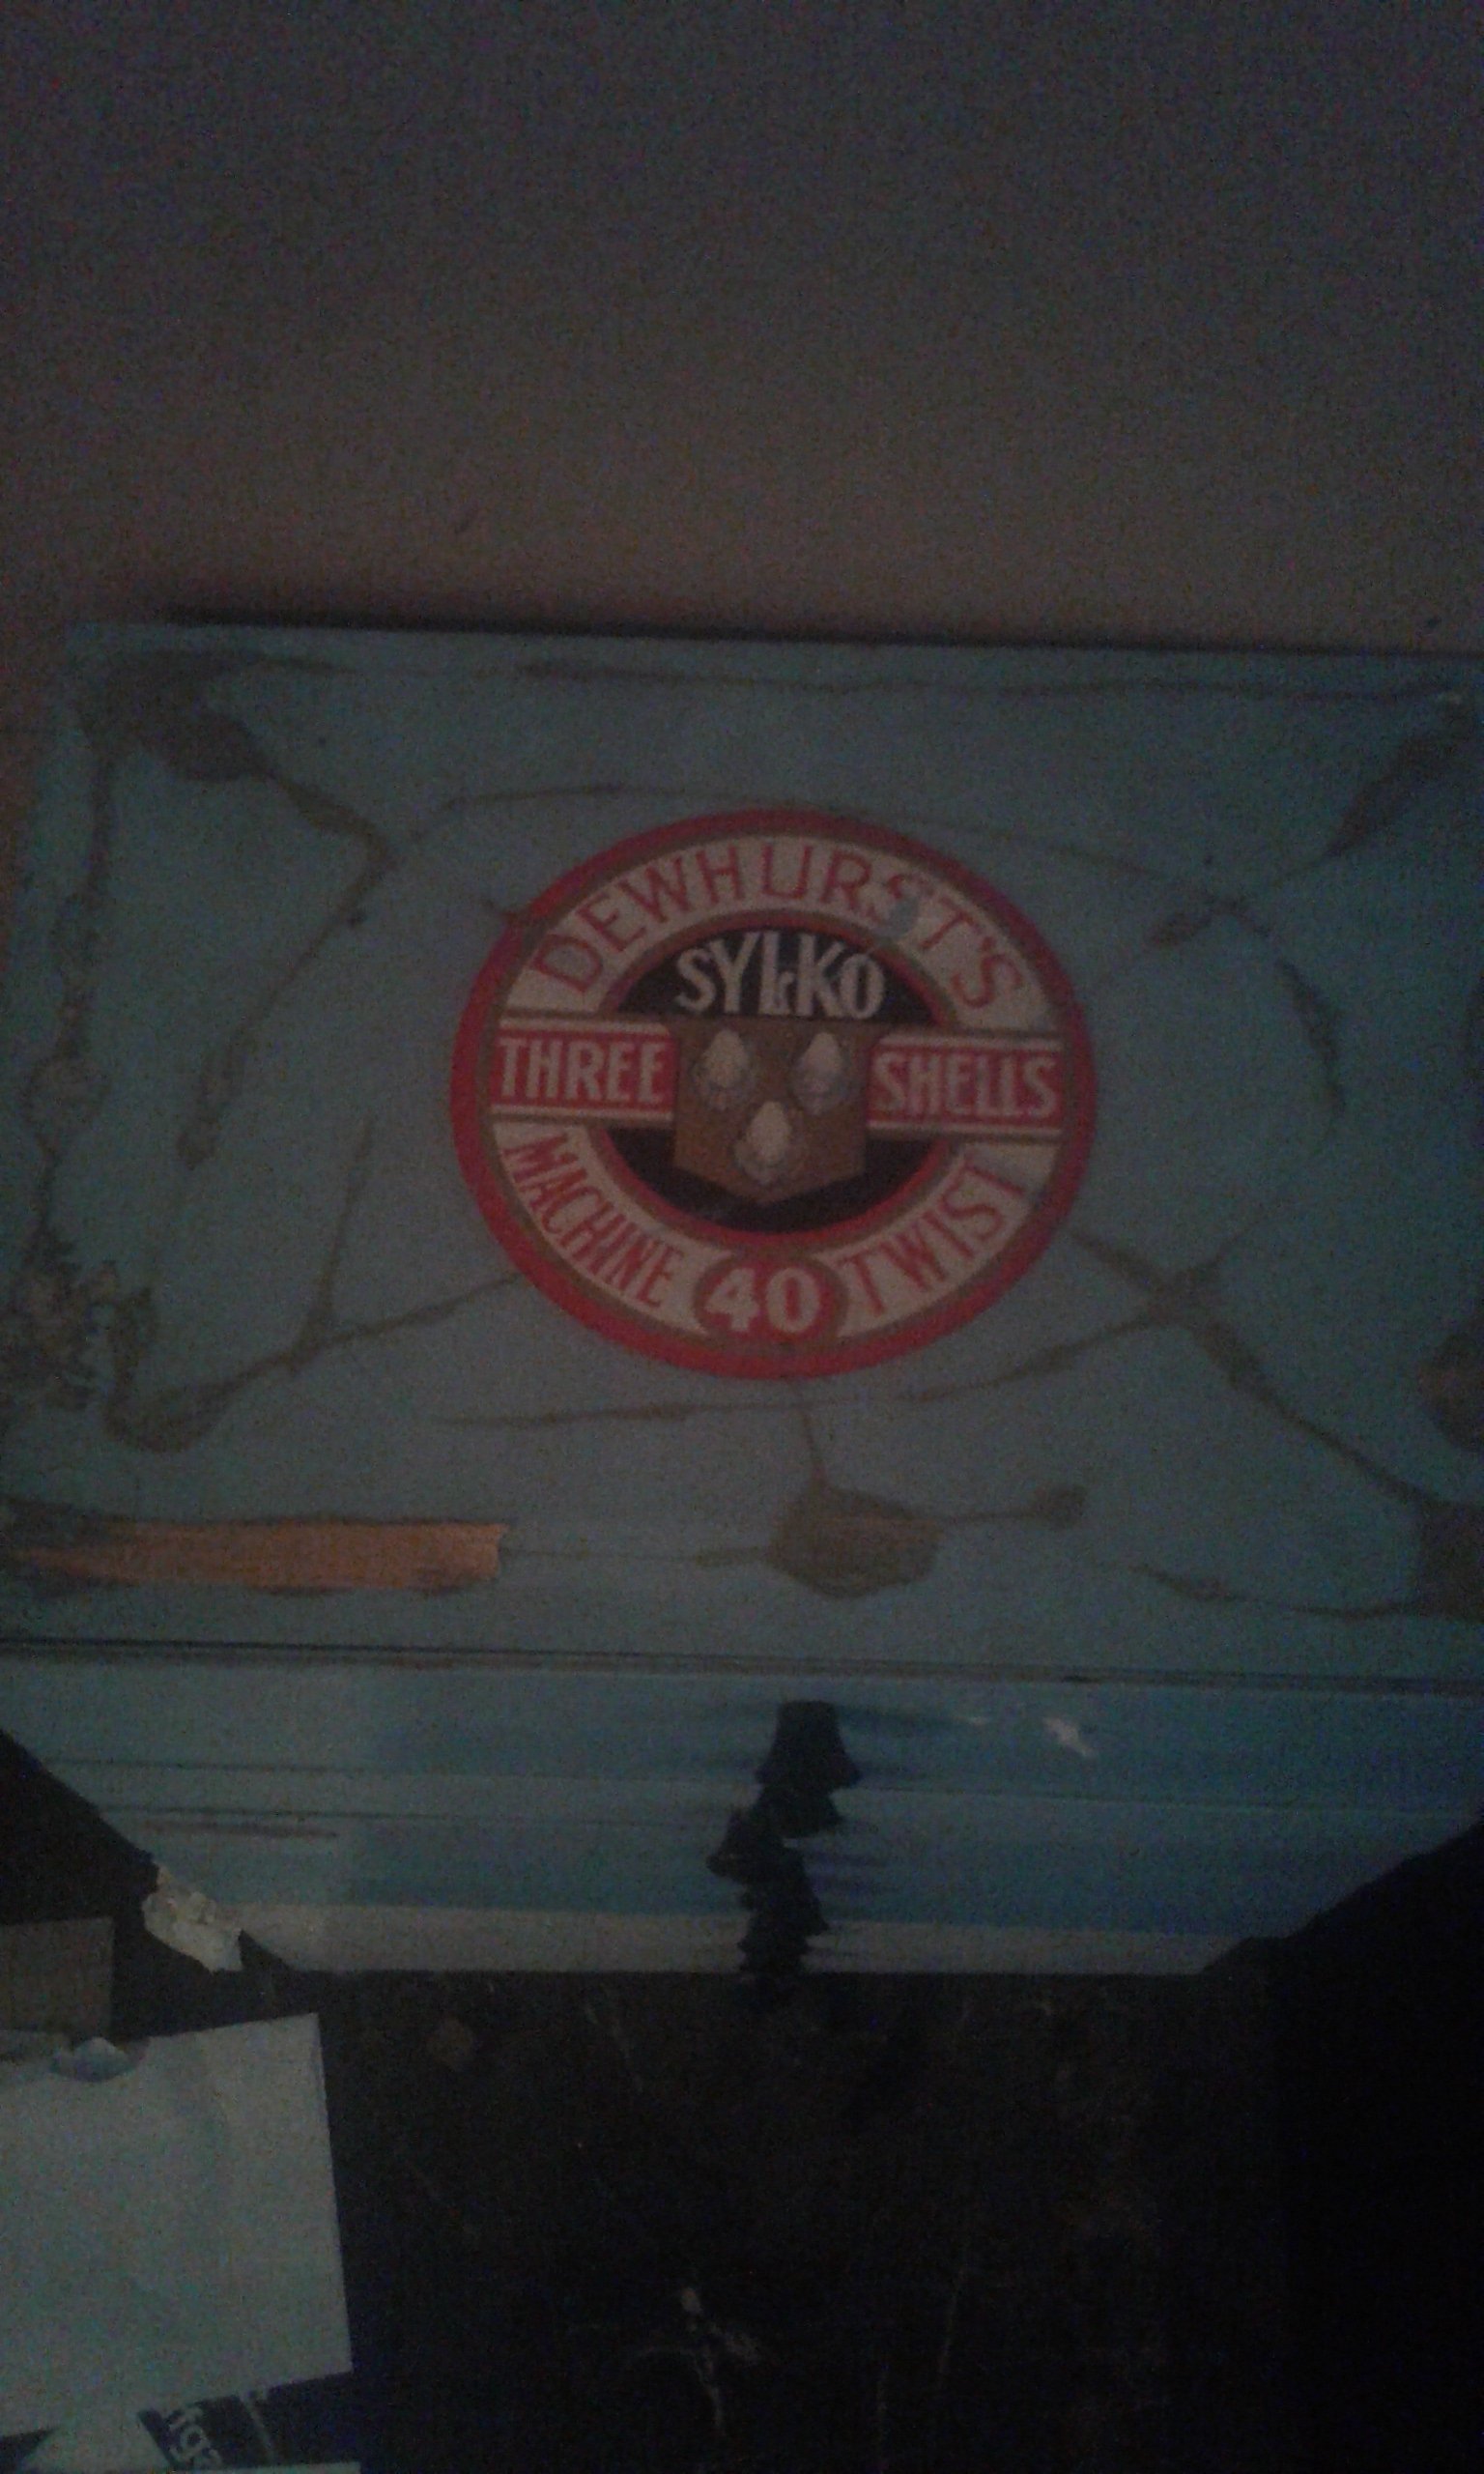 DEWHURST'S
SYLKO
THREE SHELLS
MACHINE 40 TWIST